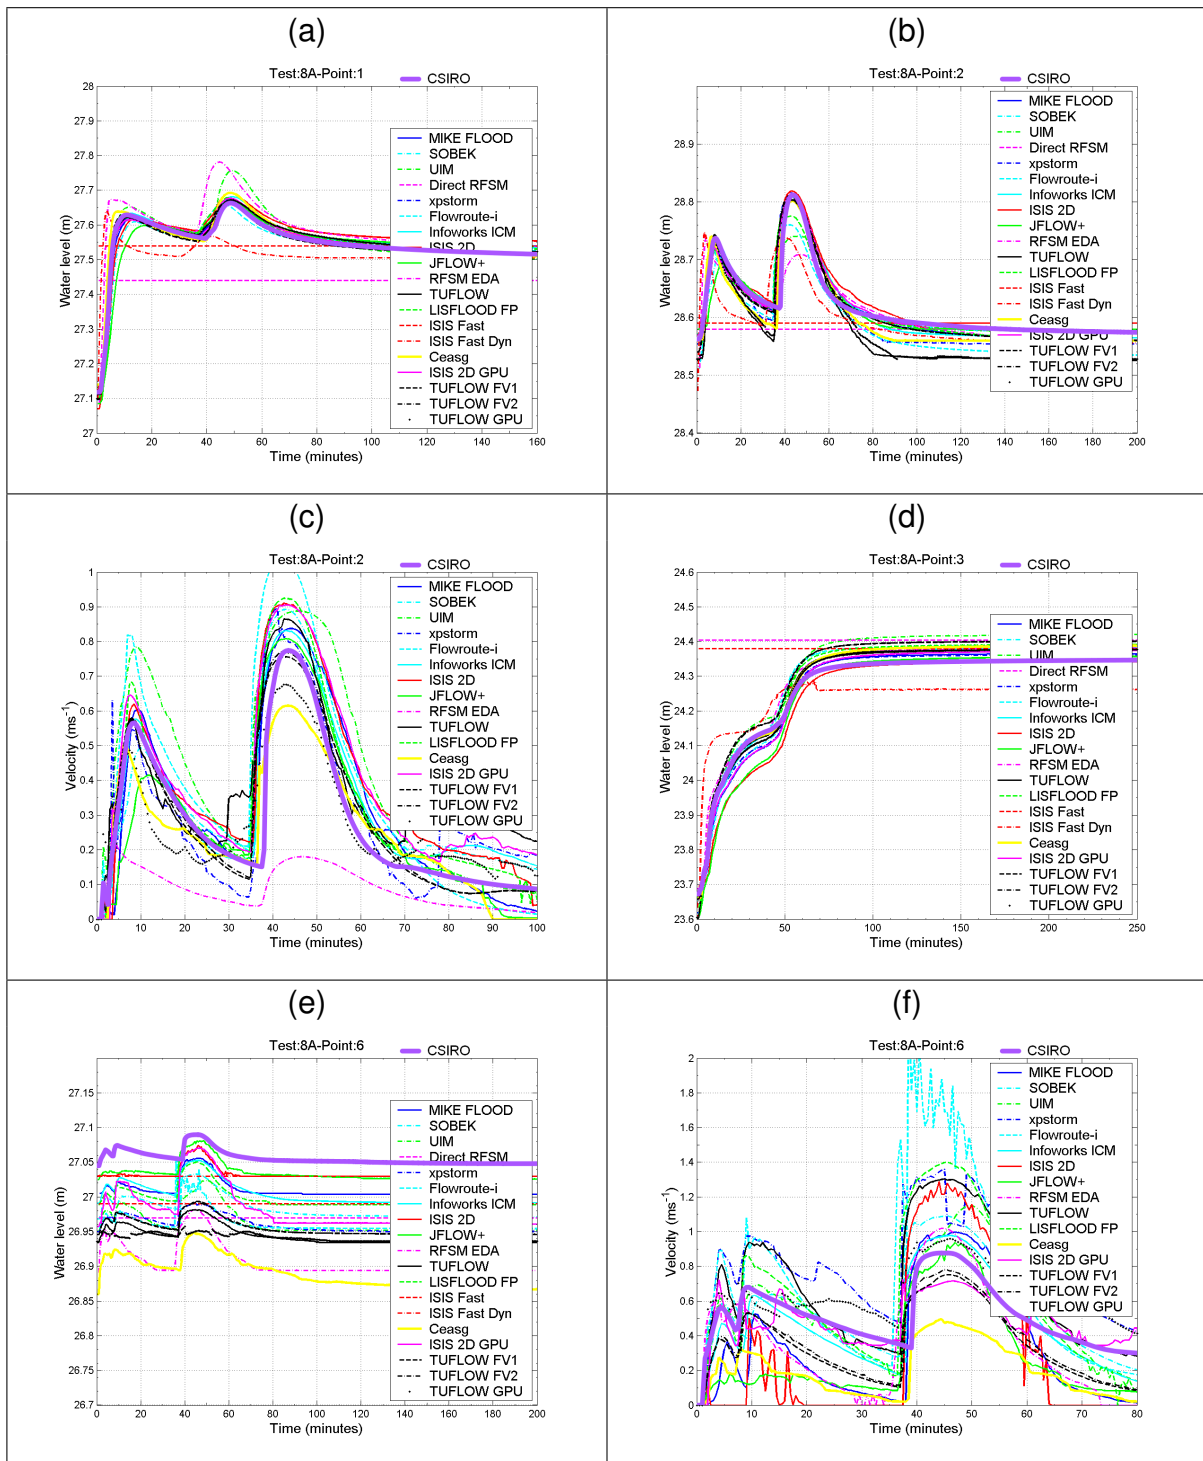 (a)
Test:8A-Point:1
CSIRO
Water level (m)
28
27.9
27.8
27.7
27.6
27.5
27.4
27.3
27.2
27.1
27
MIKE FLOOD
SOBEK
UIM
Direct RFSM
xpstorm
Flowroute-i
Infoworks ICM
ISIS 2D
JFLOW+
RFSM EDA
TUFLOW
LISFLOOD FP
ISIS Fast
ISIS Fast Dyn
Ceasg
ISIS 2D GPU
TUFLOW FV1
TUFLOW FV2
TUFLOW GPU
0 20 40 60 80 100 120 140 160
Time (minutes)
(b)
Test:8A-Point:2
CSIRO
Water level (m)
28.9
28.8
28.7
28.6
28.5
28.4
MIKE FLOOD
SOBEK
UIM
Direct RFSM
xpstorm
Flowroute-i
Infoworks ICM
ISIS 2D
JFLOW+
RFSM EDA
TUFLOW
LISFLOOD FP
ISIS Fast
ISIS Fast Dyn
Ceasg
ISIS 2D GPU
TUFLOW FV1
TUFLOW FV2
TUFLOW GPU
0 20 40 60 80 100 120 140 160 180 200
Time (minutes)
(c)
Test:8A-Point:2
CSIRO
Velocity (ms⁻¹)
1
0.9
0.8
0.7
0.6
0.5
0.4
0.3
0.2
0.1
0
MIKE FLOOD
SOBEK
UIM
xpstorm
Flowroute-i
Infoworks ICM
ISIS 2D
JFLOW+
RFSM EDA
TUFLOW
LISFLOOD FP
Ceasg
ISIS 2D GPU
TUFLOW FV1
TUFLOW FV2
TUFLOW GPU
0 10 20 30 40 50 60 70 80 90 100
Time (minutes)
(d)
Test:8A-Point:3
CSIRO
Water level (m)
24.6
24.5
24.4
24.3
24.2
24.1
24
23.9
23.8
23.7
23.6
MIKE FLOOD
SOBEK
UIM
Direct RFSM
xpstorm
Flowroute-i
Infoworks ICM
ISIS 2D
JFLOW+
RFSM EDA
TUFLOW
LISFLOOD FP
ISIS Fast
ISIS Fast Dyn
Ceasg
ISIS 2D GPU
TUFLOW FV1
TUFLOW FV2
TUFLOW GPU
0 50 100 150 200 250
Time (minutes)
(e)
Test:8A-Point:6
CSIRO
Water level (m)
27.15
27.1
27.05
27
26.95
26.9
26.85
26.8
26.75
26.7
MIKE FLOOD
SOBEK
UIM
Direct RFSM
xpstorm
Flowroute-i
Infoworks ICM
ISIS 2D
JFLOW+
RFSM EDA
TUFLOW
LISFLOOD FP
ISIS Fast
ISIS Fast Dyn
Ceasg
ISIS 2D GPU
TUFLOW FV1
TUFLOW FV2
TUFLOW GPU
0 20 40 60 80 100 120 140 160 180 200
Time (minutes)
(f)
Test:8A-Point:6
CSIRO
Velocity (ms⁻¹)
2
1.8
1.6
1.4
1.2
1
0.8
0.6
0.4
0.2
0
MIKE FLOOD
SOBEK
UIM
xpstorm
Flowroute-i
Infoworks ICM
ISIS 2D
JFLOW+
RFSM EDA
TUFLOW
LISFLOOD FP
Ceasg
ISIS 2D GPU
TUFLOW FV1
TUFLOW FV2
TUFLOW GPU
0 10 20 30 40 50 60 70 80
Time (minutes)